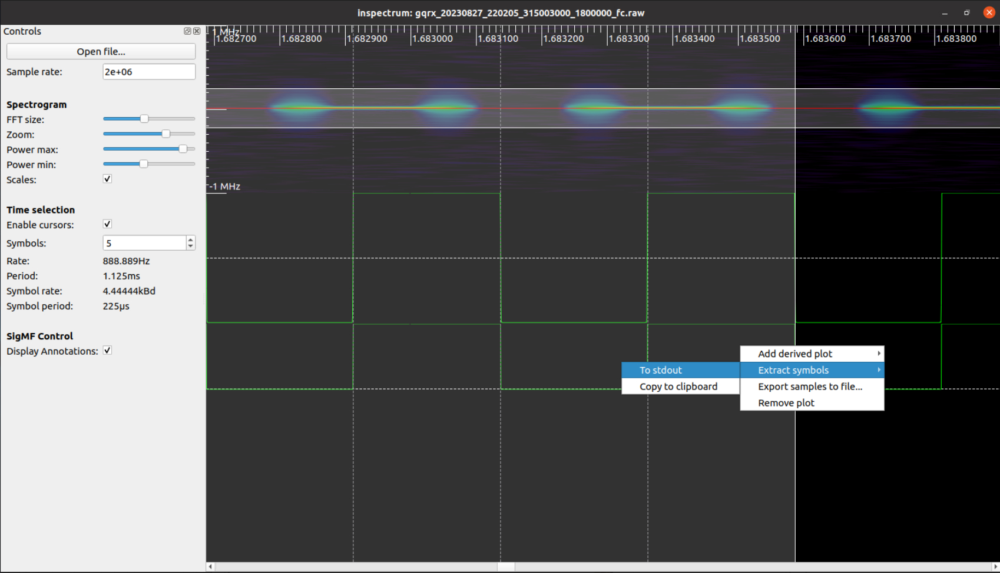 inspectrum: gqrx_20230827_220205_315003000_1800000_fc.raw
Controls
Open file...
Sample rate: 2e+06
Spectrogram
FFT size:
Zoom:
Power max:
Power min:
Scales:
Time selection
Enable cursors:
Symbols: 5
Rate: 888.889Hz
Period: 1.125ms
Symbol rate: 4.44444kBd
Symbol period: 225µs
SigMF Control
Display Annotations:
1 MHz
1.682700 1.682800 1.682900 1.683000 1.683100 1.683200 1.683300 1.683400 1.683500 1.683600 1.683700 1.683800
-1 MHz
Add derived plot
Extract symbols
Export samples to file...
Remove plot
To stdout
Copy to clipboard